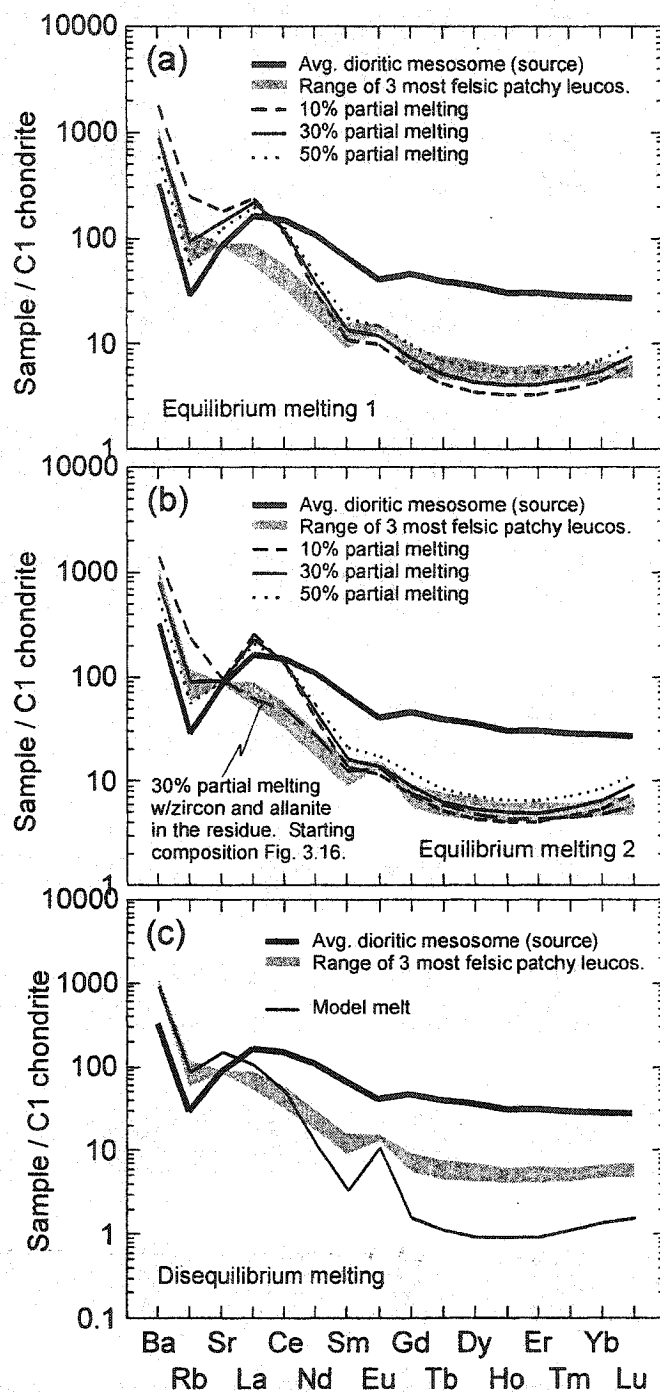 10000
(a)
Avg. dioritic mesosome (source)
Range of 3 most felsic patchy leucos.
10% partial melting
30% partial melting
50% partial melting
1000
100
10
1
Sample / C1 chondrite
Equilibrium melting 1
10000
(b)
Avg. dioritic mesosome (source)
Range of 3 most felsic patchy leucos.
10% partial melting
30% partial melting
50% partial melting
1000
100
10
1
Sample / C1 chondrite
30% partial melting
w/zircon and allanite
in the residue. Starting
composition Fig. 3.16.
Equilibrium melting 2
10000
(c)
Avg. dioritic mesosome (source)
Range of 3 most felsic patchy leucos.
Model melt
1000
100
10
1
0.1
Sample / C1 chondrite
Disequilibrium melting
Ba Sr Ce Sm Gd Dy Er Yb
Rb La Nd Eu Tb Ho Tm Lu